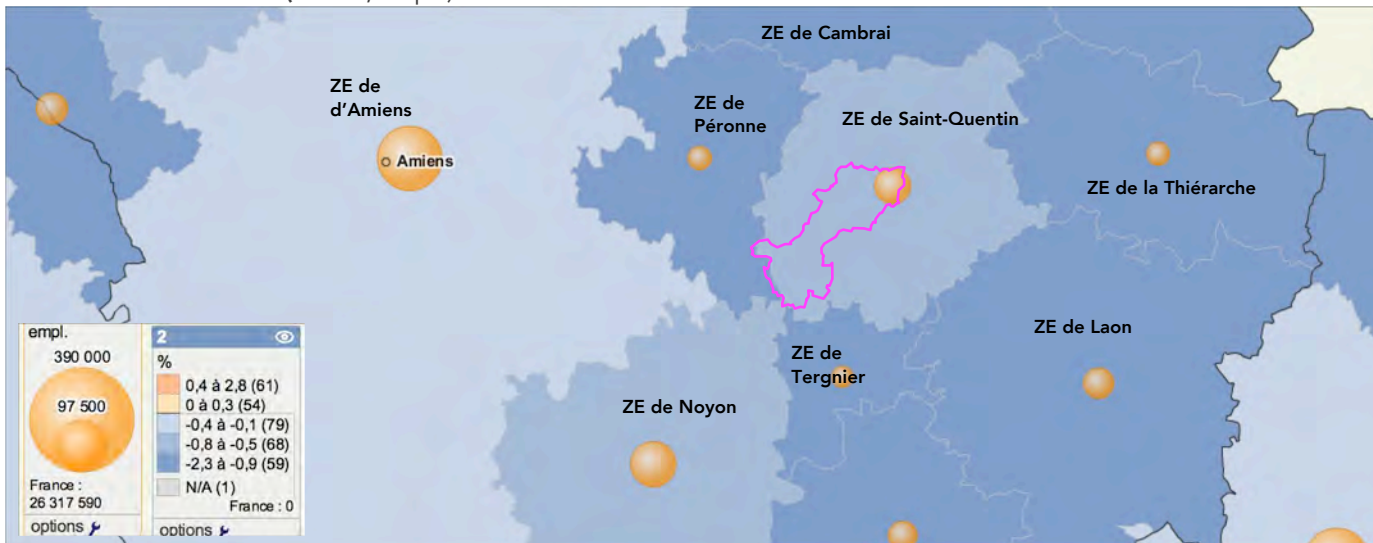 ZE de Cambrai
ZE de
d'Amiens
ZE de
Péronne
ZE de Saint-Quentin
Amiens
ZE de la Thiérarche
ZE de Laon
ZE de
Tergnier
ZE de Noyon
empl.
390 000
97 500
France :
26 317 590
options
2
%
0,4 à 2,8 (61)
0 à 0,3 (54)
-0,4 à -0,1 (79)
-0,8 à -0,5 (68)
-2,3 à -0,9 (59)
N/A (1)
France : 0
options